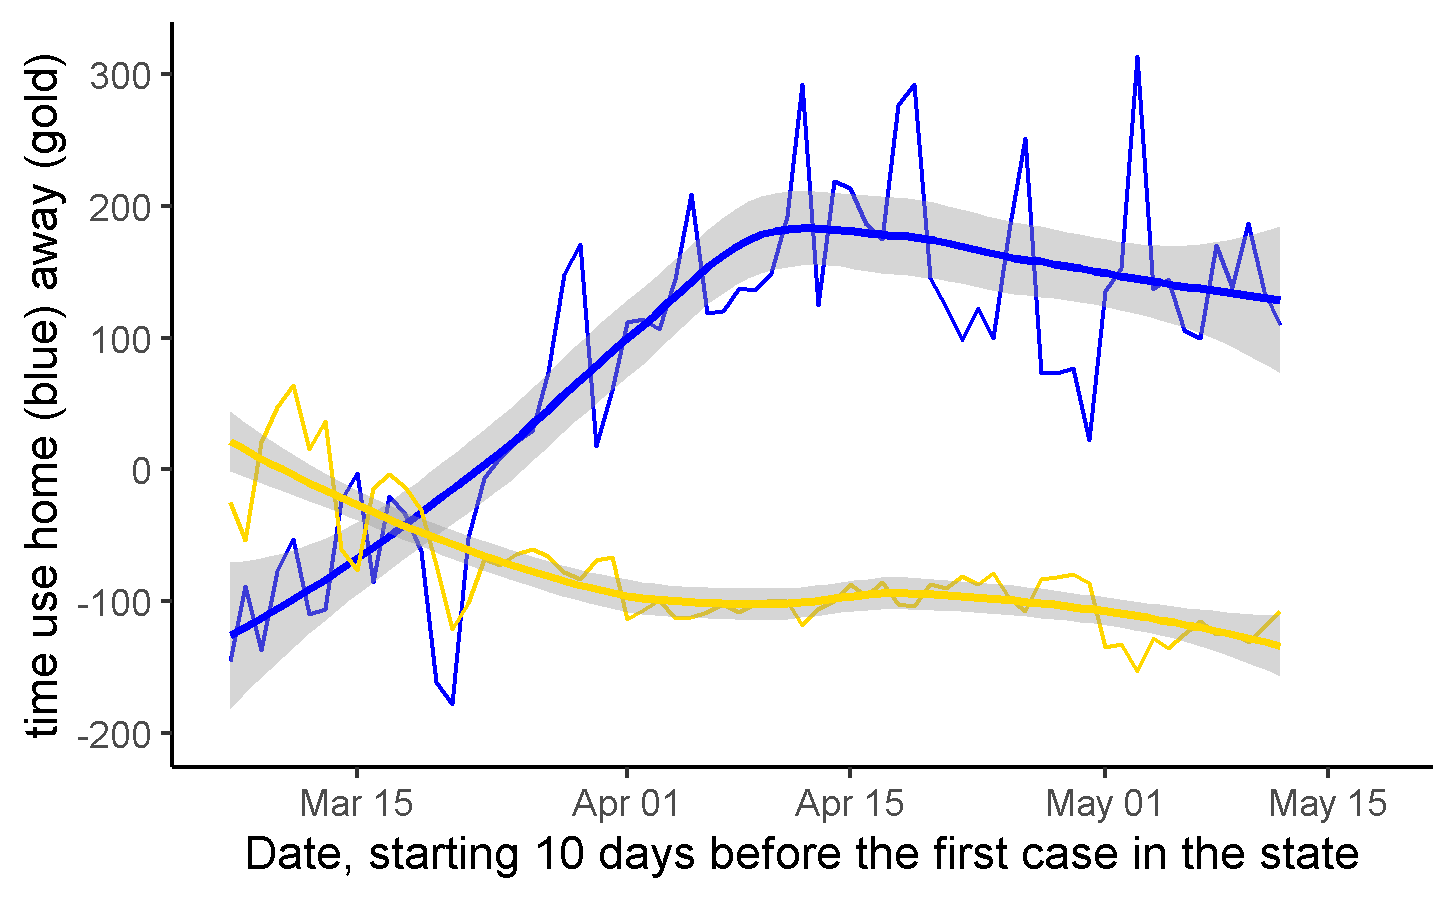 time use home (blue) away (gold)
300
200
100
0
-100
-200
Mar 15 Apr 01 Apr 15 May 01 May 15
Date, starting 10 days before the first case in the state